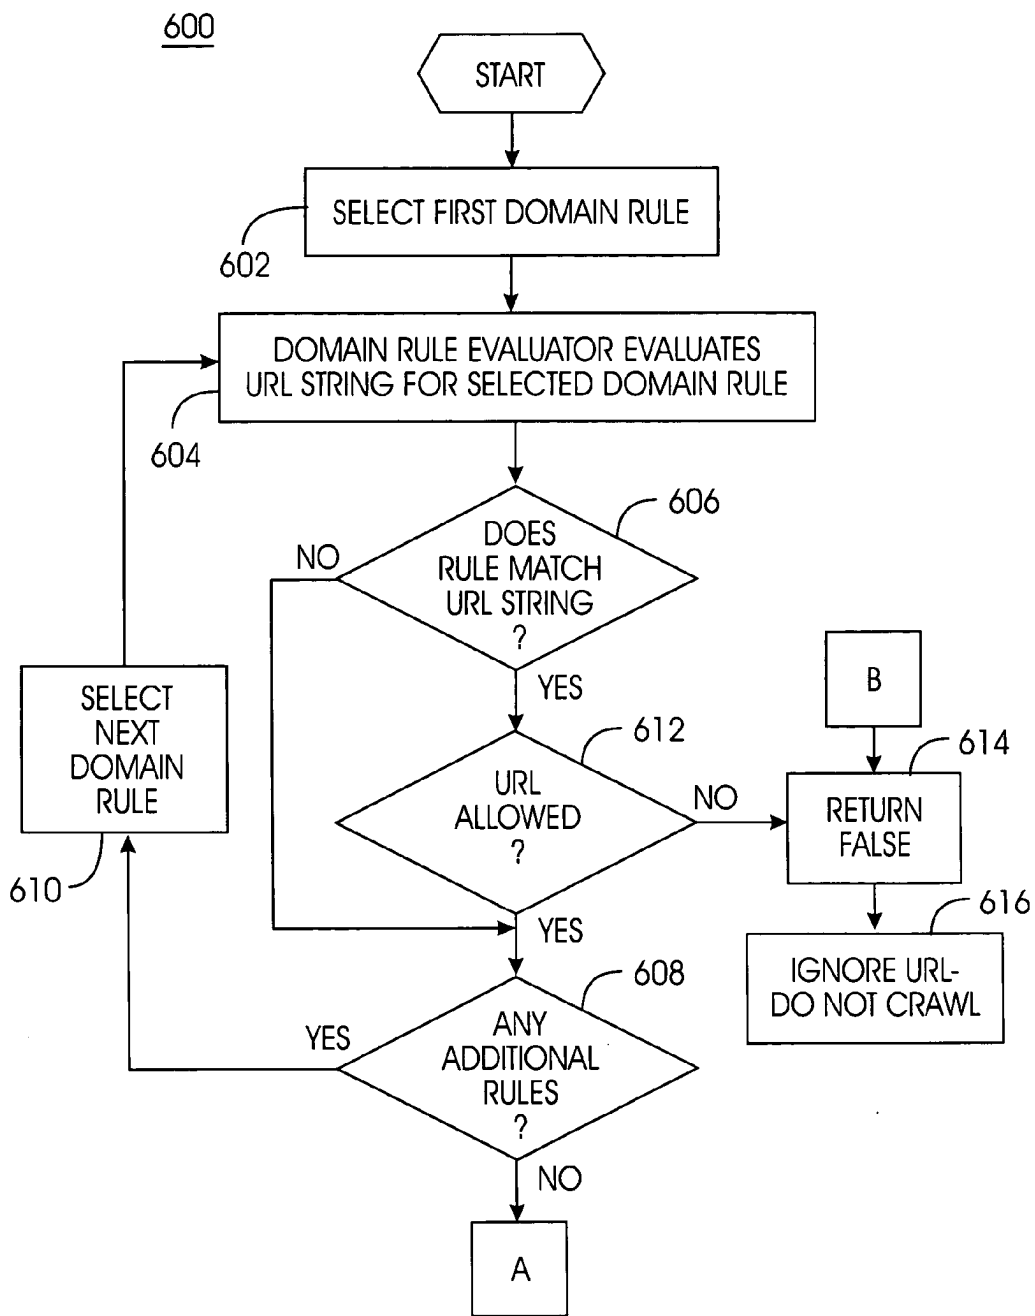 600
START
SELECT FIRST DOMAIN RULE
602
DOMAIN RULE EVALUATOR EVALUATES
URL STRING FOR SELECTED DOMAIN RULE
604
606
DOES
RULE MATCH
URL STRING
?
NO
YES
SELECT
NEXT
DOMAIN
RULE
610
612
URL
ALLOWED
?
NO
YES
B
614
RETURN
FALSE
616
IGNORE URL-
DO NOT CRAWL
608
ANY
ADDITIONAL
RULES
?
YES
NO
A